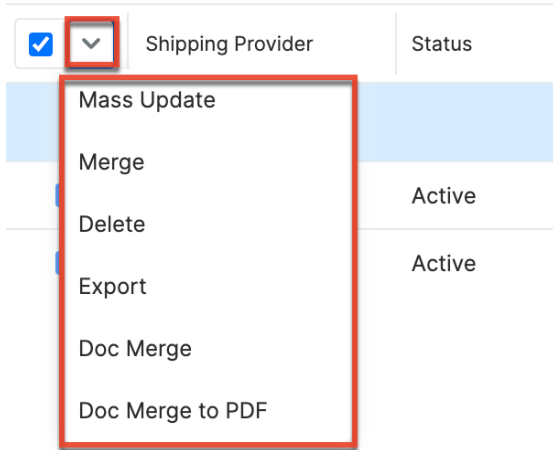 Shipping Provider Status
Mass Update
Merge
Active
Delete
Active
Export
Doc Merge
Doc Merge to PDF